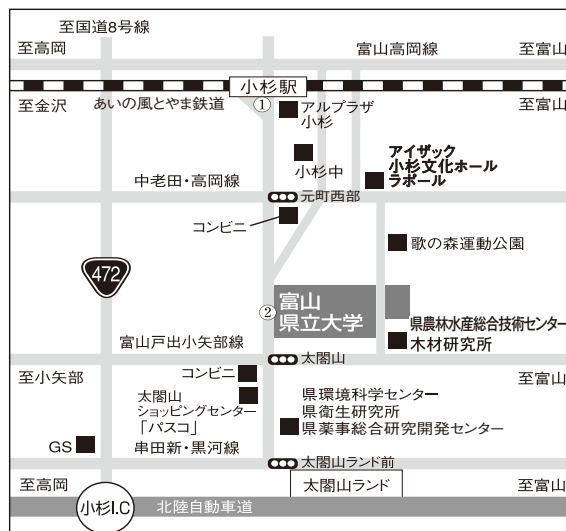 至国道8号線
至高岡
富山高岡線
至富山
小杉駅
至金沢
あいの風とやま鉄道
①
至富山
アルプラザ
小杉
小杉中
アイザック
小杉文化ホール
ラポール
中老田・高岡線
元町西部
コンビニ
歌の森運動公園
472
②
富山
県立大学
県農林水産総合技術センター
木材研究所
富山戸出小矢部線
太閤山
至小矢部
コンビニ
至富山
太閤山
ショッピングセンター
「パスコ」
県環境科学センター
県衛生研究所
県薬事総合研究開発センター
GS
串田新・黒河線
太閤山ランド前
至高岡
太閤山ランド
至富山
小杉I.C
北陸自動車道